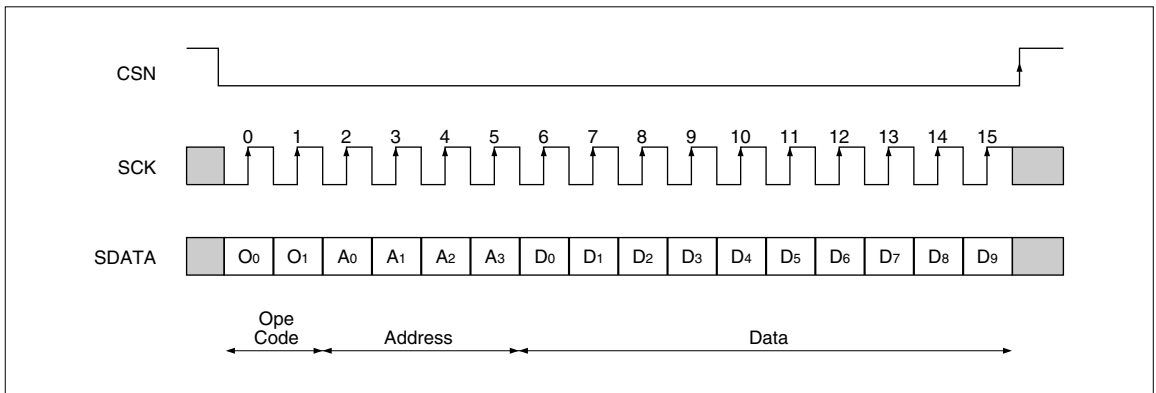 CSN
0 1 2 3 4 5 6 7 8 9 10 11 12 13 14 15
SCK
SDATA
O0 O1 A0 A1 A2 A3 D0 D1 D2 D3 D4 D5 D6 D7 D8 D9
Ope
Code
Address
Data